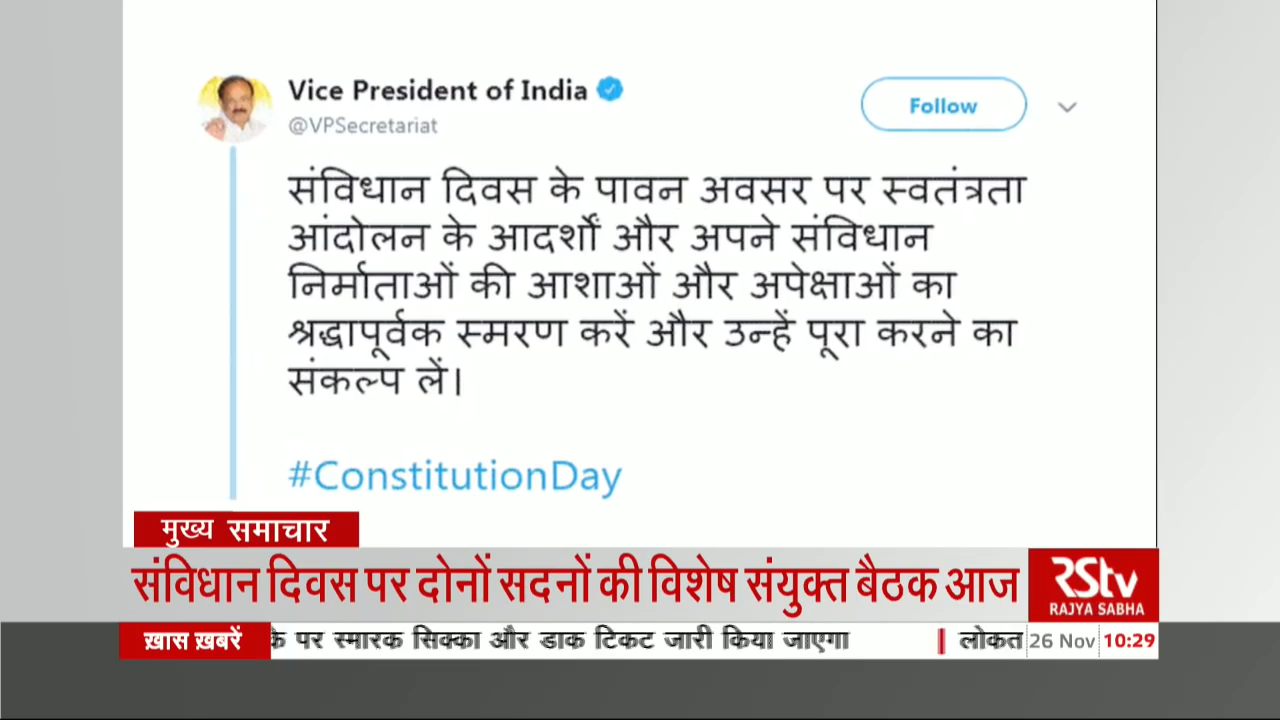 Vice President of India
@VPSecretariat
Follow
संविधान दिवस के पावन अवसर पर स्वतंत्रता
आंदोलन के आदर्शों और अपने संविधान
निर्माताओं की आशाओं और अपेक्षाओं का
श्रद्धापूर्वक स्मरण करें और उन्हें पूरा करने का
संकल्प लें।
#ConstitutionDay
मुख्य समाचार
संविधान दिवस पर दोनों सदनों की विशेष संयुक्त बैठक आज
RStv
RAJYA SABHA
ख़ास ख़बरें
पर स्मारक सिक्का और डाक टिकट जारी किया जाएगा
26 Nov 10:29